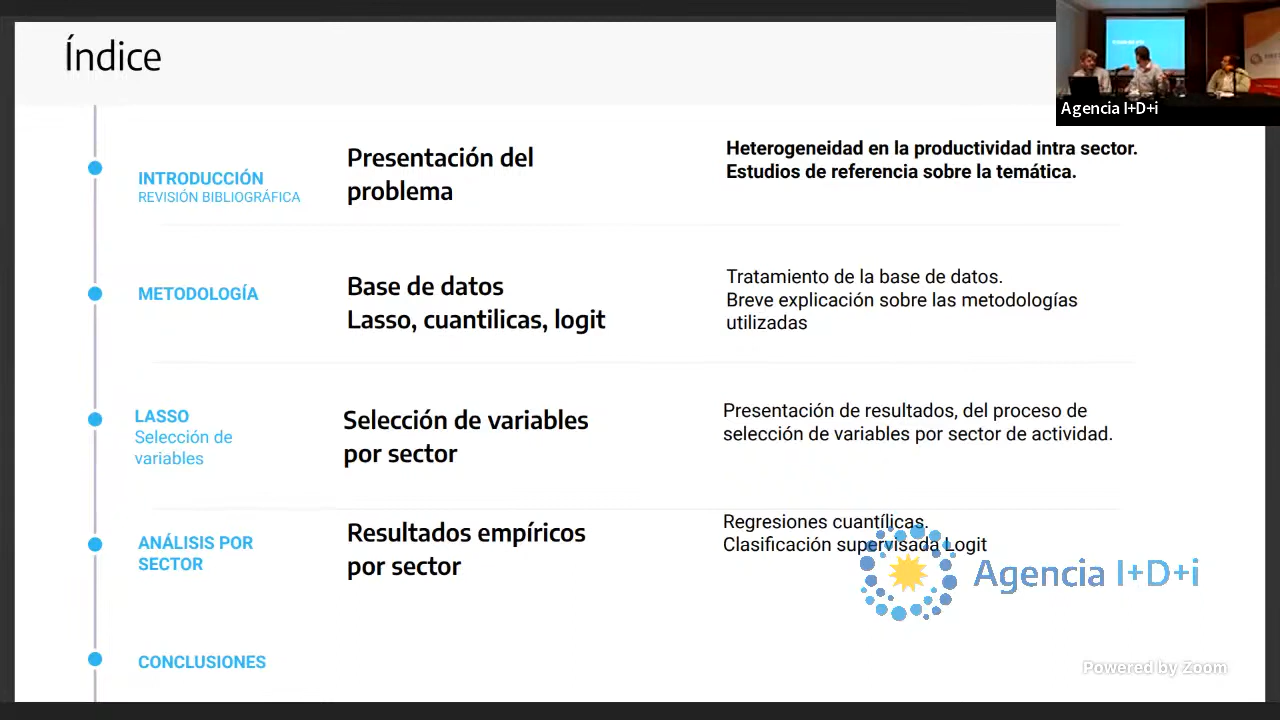 Índice
Agencia I+D+i
INTRODUCCIÓN
REVISIÓN BIBLIOGRÁFICA
Presentación del
problema
Heterogeneidad en la productividad intra sector.
Estudios de referencia sobre la temática.
METODOLOGÍA
Base de datos
Lasso, cuantilicas, logit
Tratamiento de la base de datos.
Breve explicación sobre las metodologías
utilizadas
LASSO
Selección de
variables
Selección de variables
por sector
Presentación de resultados, del proceso de
selección de variables por sector de actividad.
ANÁLISIS POR
SECTOR
Resultados empíricos
por sector
Regresiones cuantílicas.
Clasificación supervisada Logit
Agencia I+D+i
CONCLUSIONES
Powered by Zoom